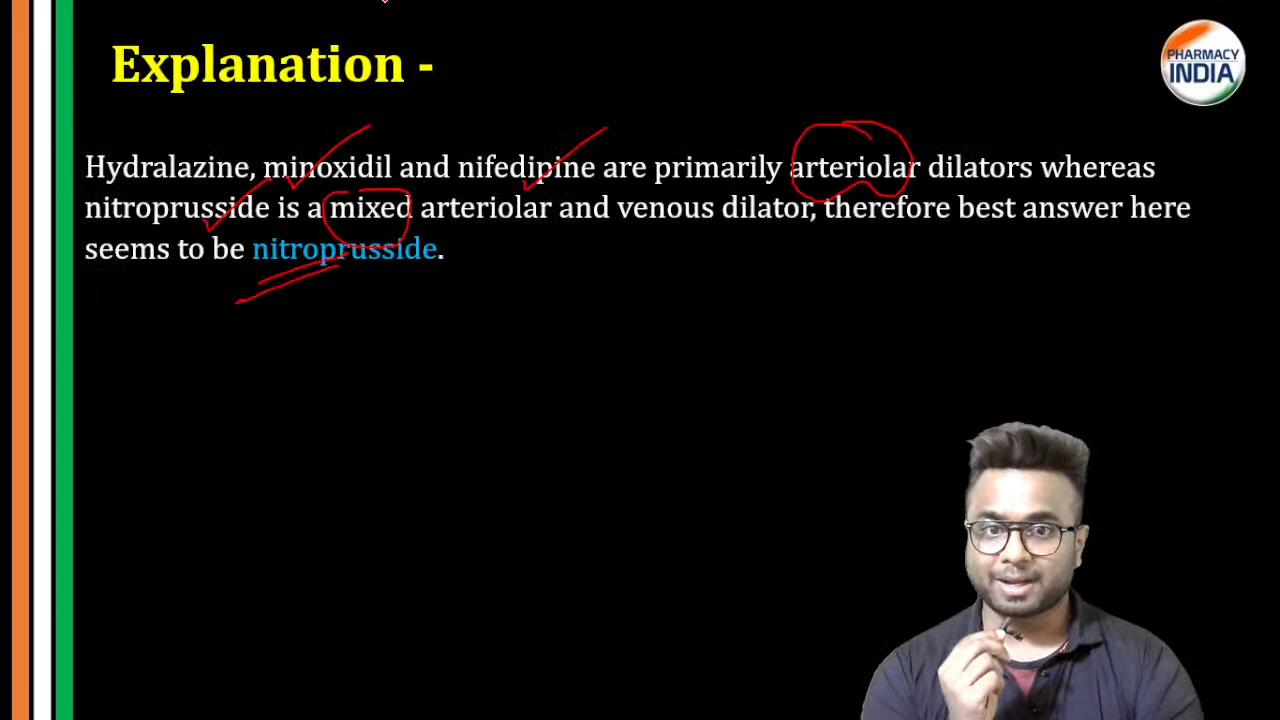 Explanation -
PHARMACY
INDIA
Hydralazine, minoxidil and nifedipine are primarily arteriolar dilators whereas
nitroprusside is a mixed arteriolar and venous dilator, therefore best answer here
seems to be nitroprusside.